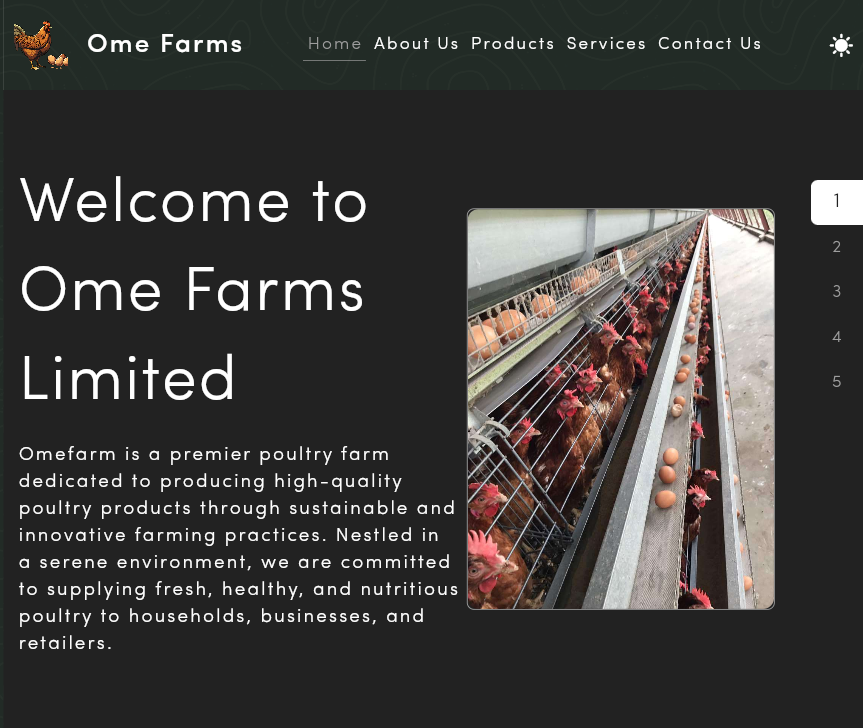 Ome Farms
Home About Us Products Services Contact Us
Welcome to
Ome Farms
Limited
Omefarm is a premier poultry farm
dedicated to producing high-quality
poultry products through sustainable and
innovative farming practices. Nestled in
a serene environment, we are committed
to supplying fresh, healthy, and nutritious
poultry to households, businesses, and
retailers.
1
2
3
4
5